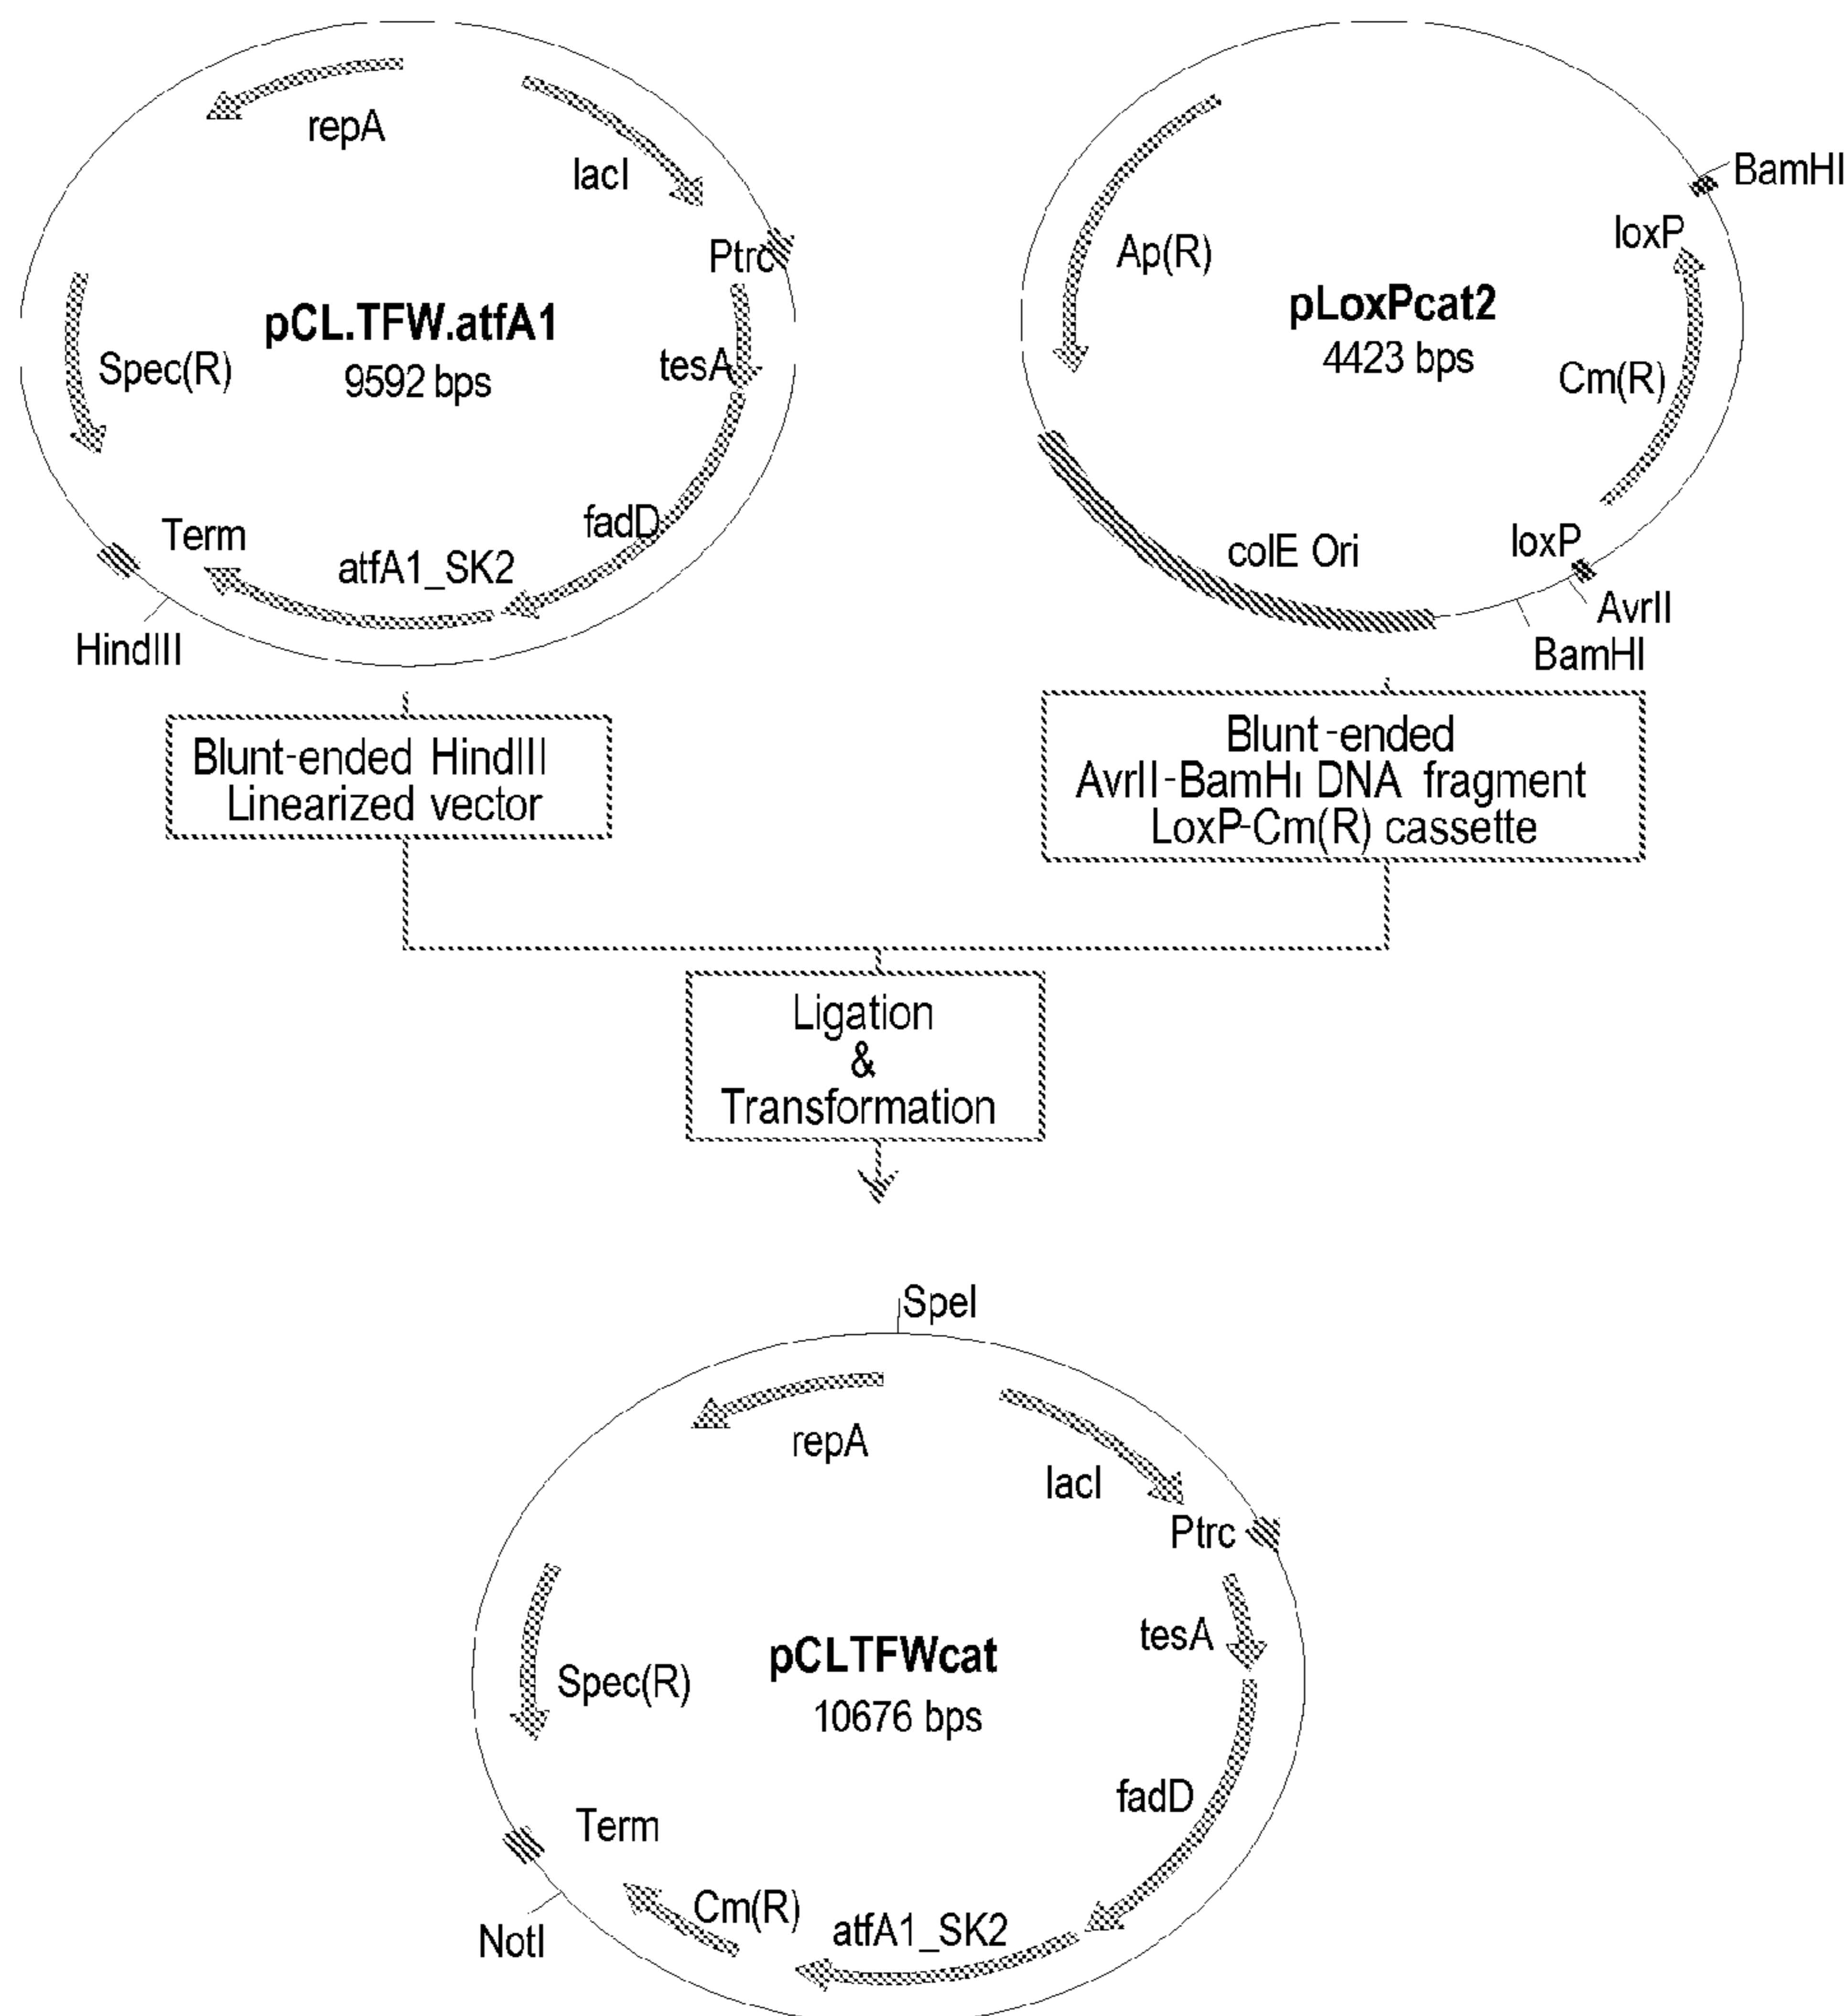 repA
lacI
Ptrc
pCL.TFW.atfA1
9592 bps
Spec(R)
tesA
fadD
Term
atfA1_SK2
HindIII
BamHI
loxP
Ap(R)
pLoxPcat2
4423 bps
Cm(R)
loxP
colE Ori
AvrII
BamHI
Blunt-ended HindIII
Linearized vector
Blunt-ended
AvrII-BamHI DNA fragment
LoxP-Cm(R) cassette
Ligation
&
Transformation
SpeI
repA
lacI
Ptrc
tesA
pCLTFWcat
10676 bps
Spec(R)
fadD
Term
Cm(R)
atfA1_SK2
NotI